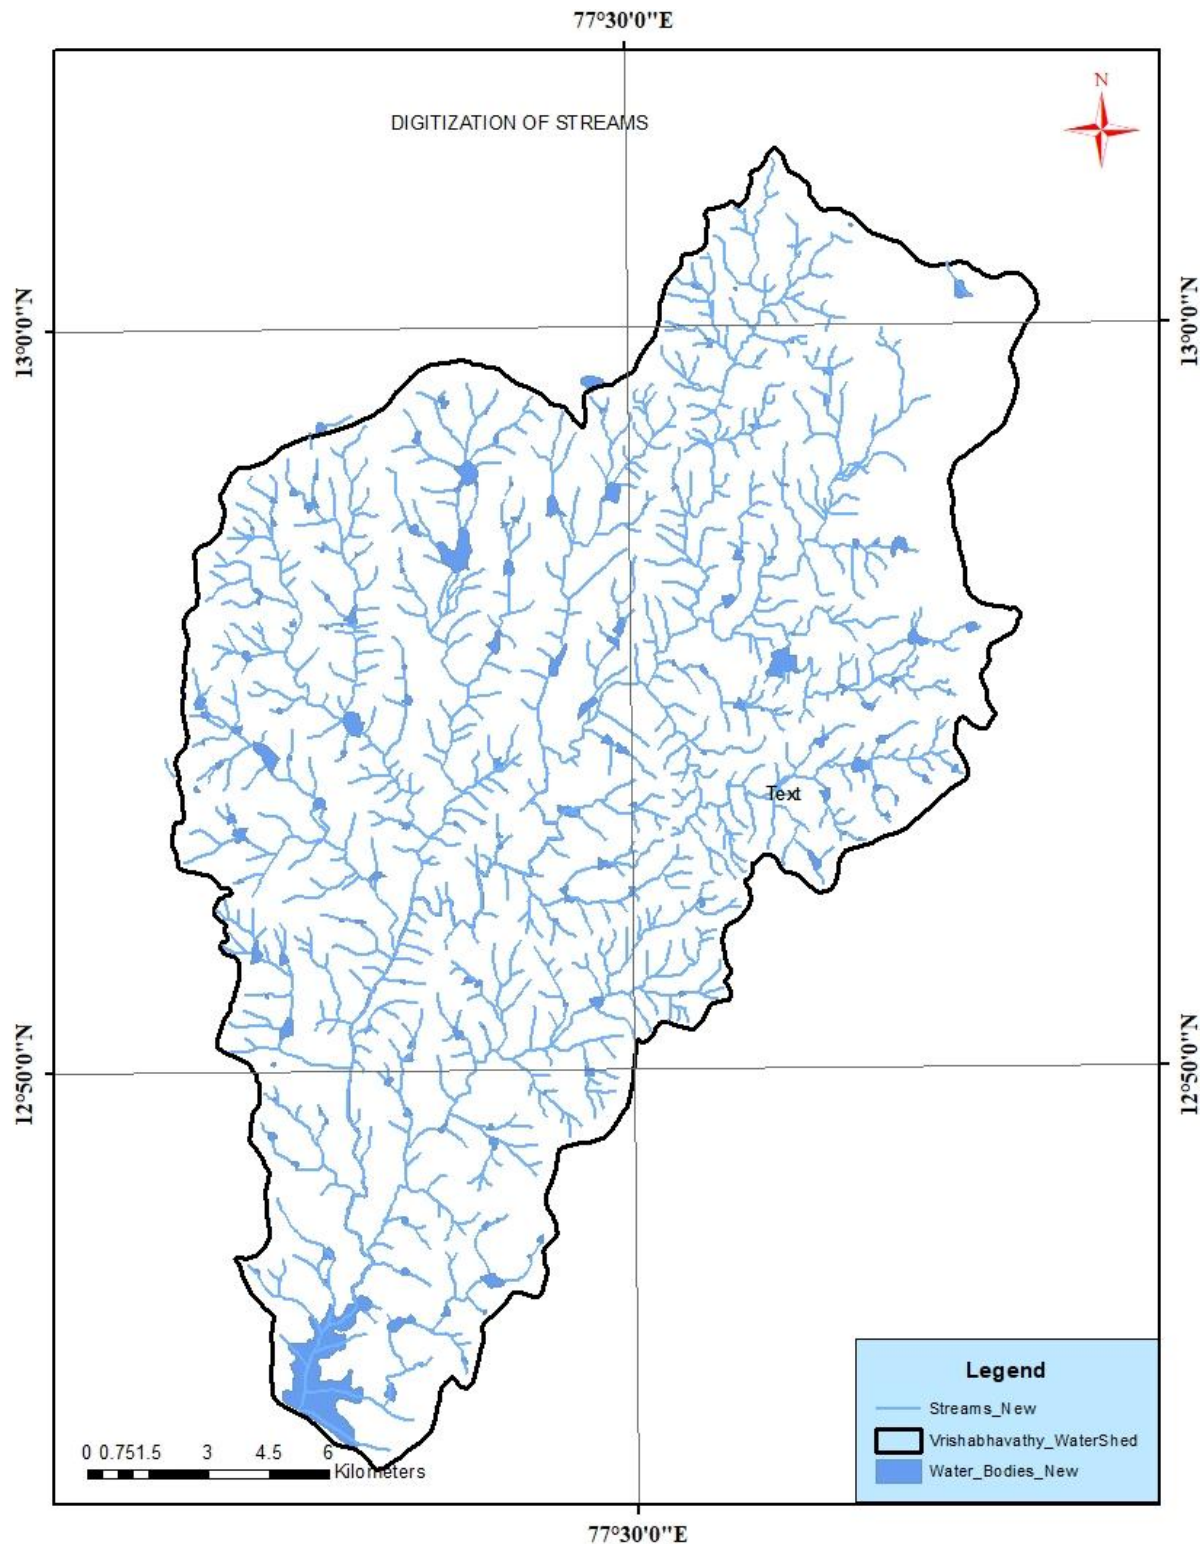 77°30'0"E
N
DIGITIZATION OF STREAMS
13°0'0"N
13°0'0"N
Text
12°50'0"N
12°50'0"N
Legend
Streams_New
Vrishabhavathy_WaterShed
Water_Bodies_New
0 0.751.5 3 4.5 6
Kilometers
77°30'0"E